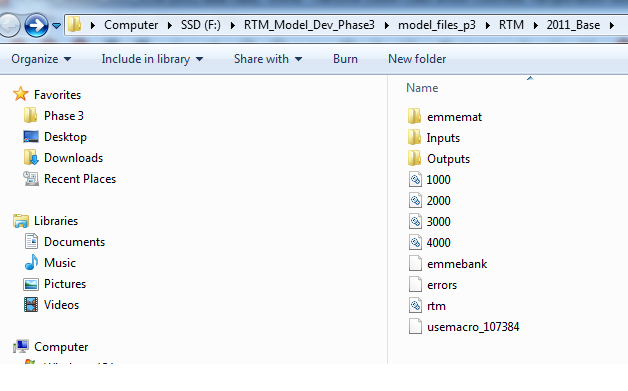 Computer SSD (F:) RTM_Model_Dev_Phase3 model_files_p3 RTM 2011_Base
Organize Include in library Share with Burn New folder
Favorites
Phase 3
Desktop
Downloads
Recent Places
Libraries
Documents
Music
Pictures
Videos
Computer
Name
emmemat
Inputs
Outputs
1000
2000
3000
4000
emmebank
errors
rtm
usemacro_107384